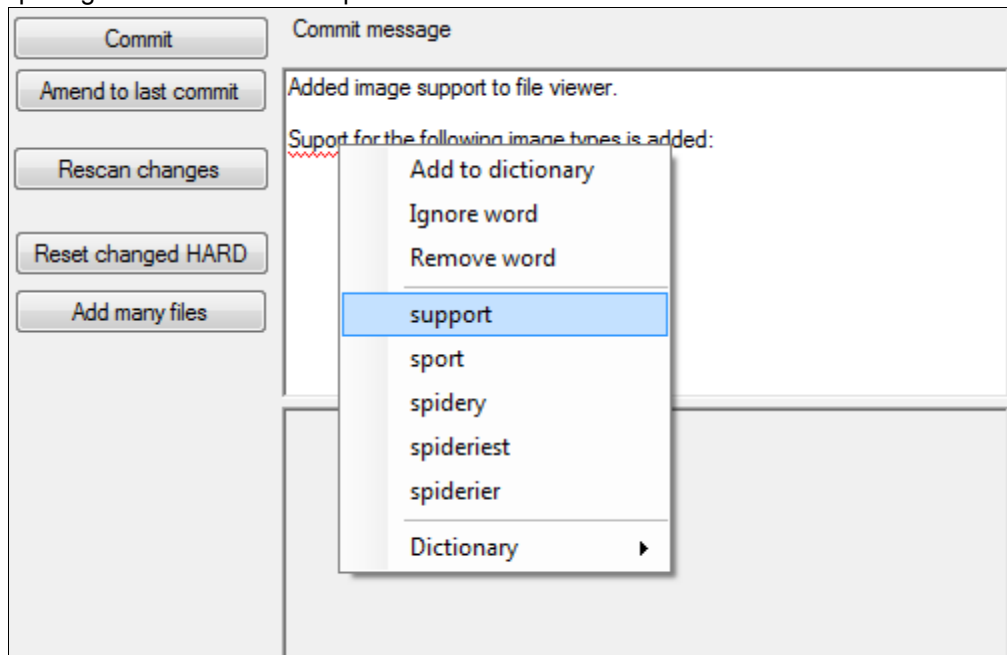 Commit
Commit message
Amend to last commit
Added image support to file viewer.
Suport for the following image types is added:
Rescan changes
Reset changed HARD
Add many files
Add to dictionary
Ignore word
Remove word
support
sport
spidery
spideriest
spiderier
Dictionary